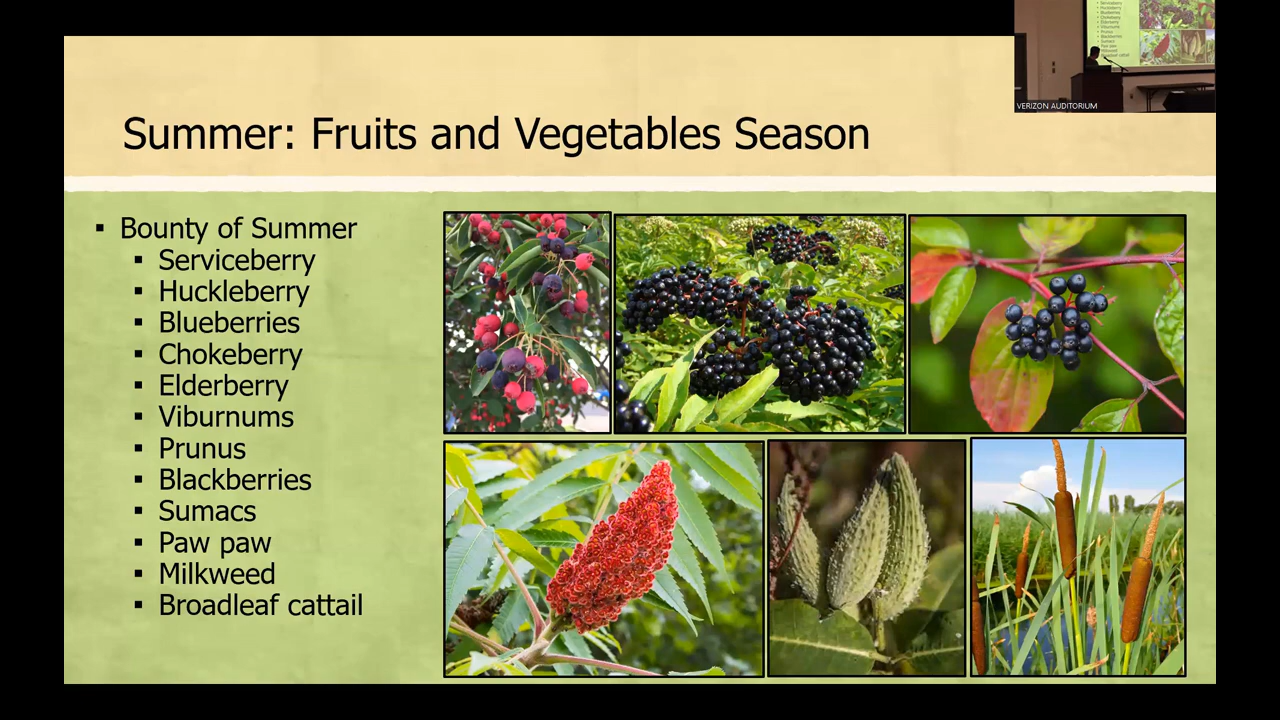 VERIZON AUDITORIUM
Summer: Fruits and Vegetables Season
▪ Bounty of Summer
▪ Serviceberry
▪ Huckleberry
▪ Blueberries
▪ Chokeberry
▪ Elderberry
▪ Viburnums
▪ Prunus
▪ Blackberries
▪ Sumacs
▪ Paw paw
▪ Milkweed
▪ Broadleaf cattail